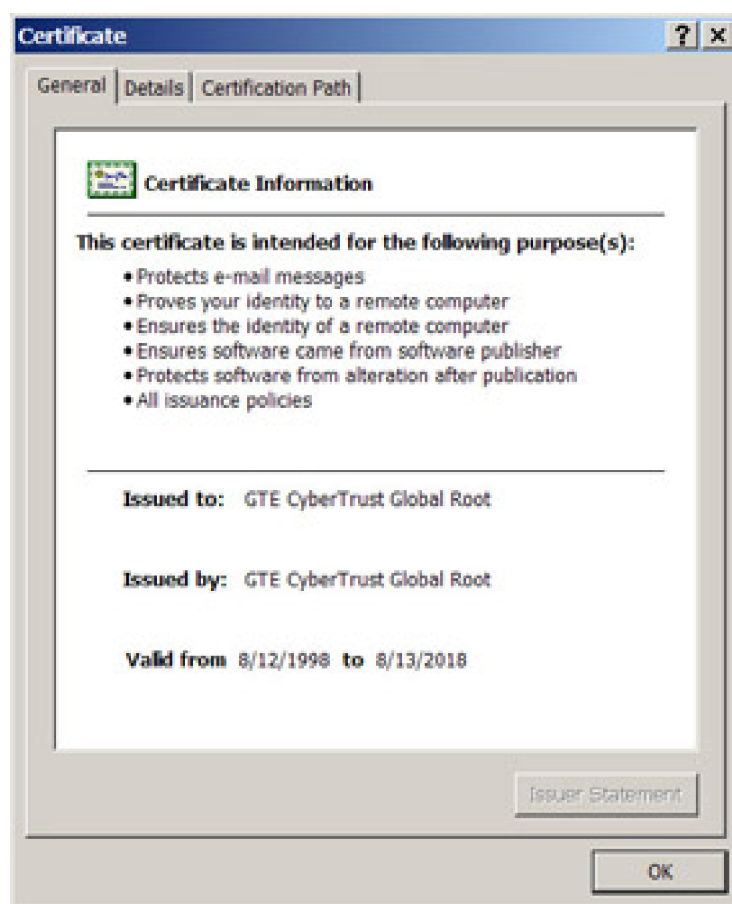 Certificate
General Details Certification Path
Certificate Information
This certificate is intended for the following purpose(s):
• Protects e-mail messages
• Proves your identity to a remote computer
• Ensures the identity of a remote computer
• Ensures software came from software publisher
• Protects software from alteration after publication
• All issuance policies
Issued to: GTE CyberTrust Global Root
Issued by: GTE CyberTrust Global Root
Valid from 8/12/1998 to 8/13/2018
Issuer Statement
OK